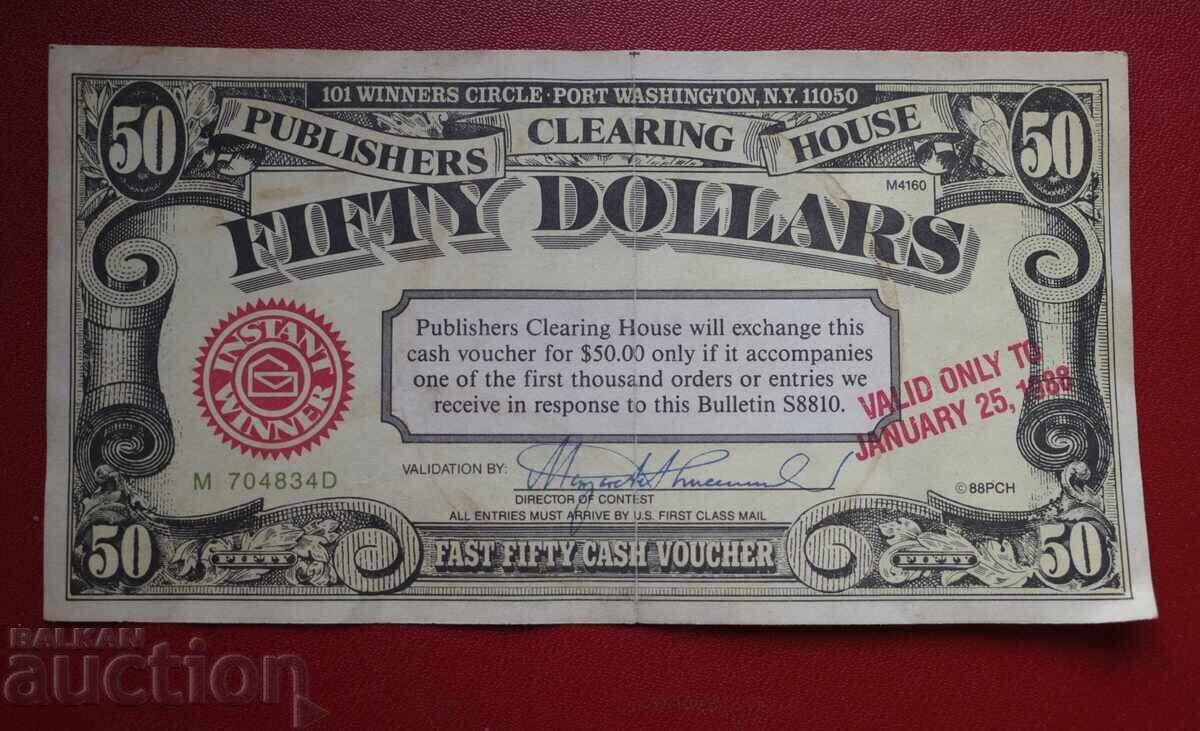 101 WINNERS CIRCLE · PORT WASHINGTON, N.Y. 11050
50 50
PUBLISHERS CLEARING HOUSE
M4160
FIFTY DOLLARS
Publishers Clearing House will exchange this
cash voucher for $50.00 only if it accompanies
one of the first thousand orders or entries we
receive in response to this Bulletin S8810.
INSTANT
WINNER
VALID ONLY TO
JANUARY 25, 1988
M 704834D
VALIDATION BY:
DIRECTOR OF CONTEST
©88PCH
ALL ENTRIES MUST ARRIVE BY U.S. FIRST CLASS MAIL
50 FIFTY FAST FIFTY CASH VOUCHER FIFTY 50
BALKAN
auction